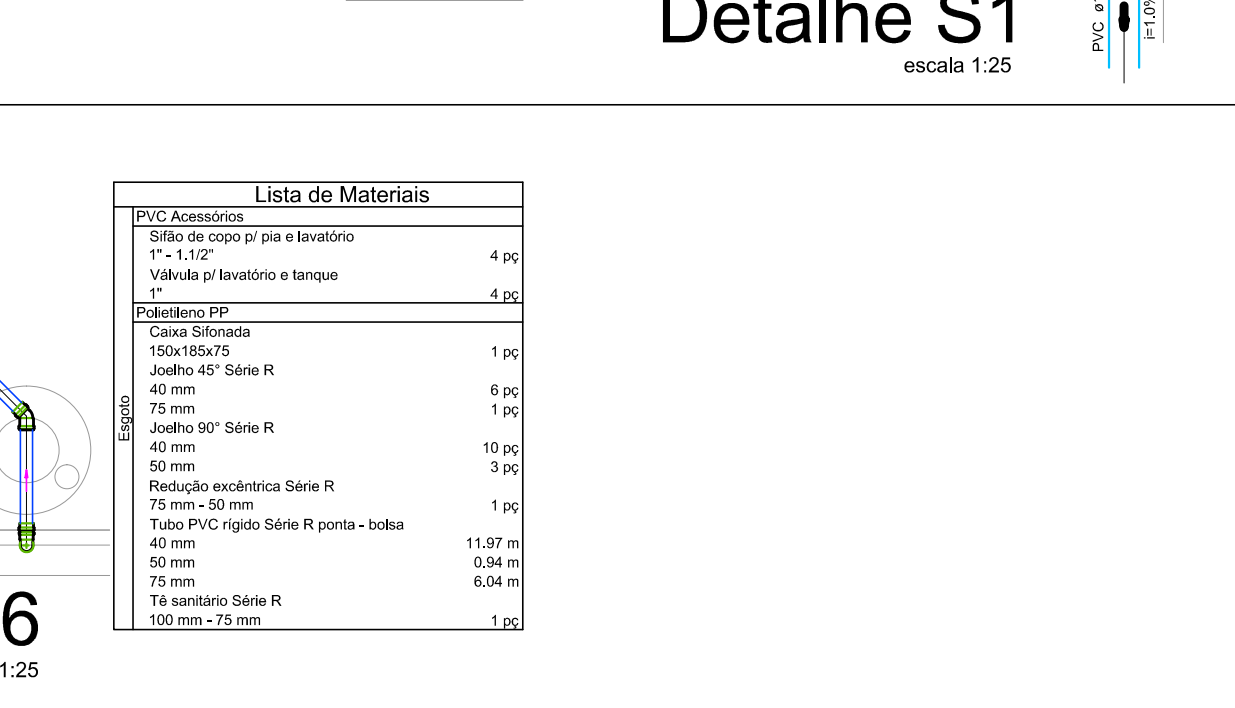 Detalhe S1
escala 1:25
PVC ø
i=1.0%
Lista de Materiais
Esgoto
PVC Acessórios
Sifão de copo p/ pia e lavatório
1" - 1.1/2" 4 pç
Válvula p/ lavatório e tanque
1" 4 pç
Polietileno PP
Caixa Sifonada
150x185x75 1 pç
Joelho 45° Série R
40 mm 6 pç
75 mm 1 pç
Joelho 90° Série R
40 mm 10 pç
50 mm 3 pç
Redução excêntrica Série R
75 mm - 50 mm 1 pç
Tubo PVC rígido Série R ponta - bolsa
40 mm 11.97 m
50 mm 0.94 m
75 mm 6.04 m
Tê sanitário Série R
100 mm - 75 mm 1 pç
6
1:25